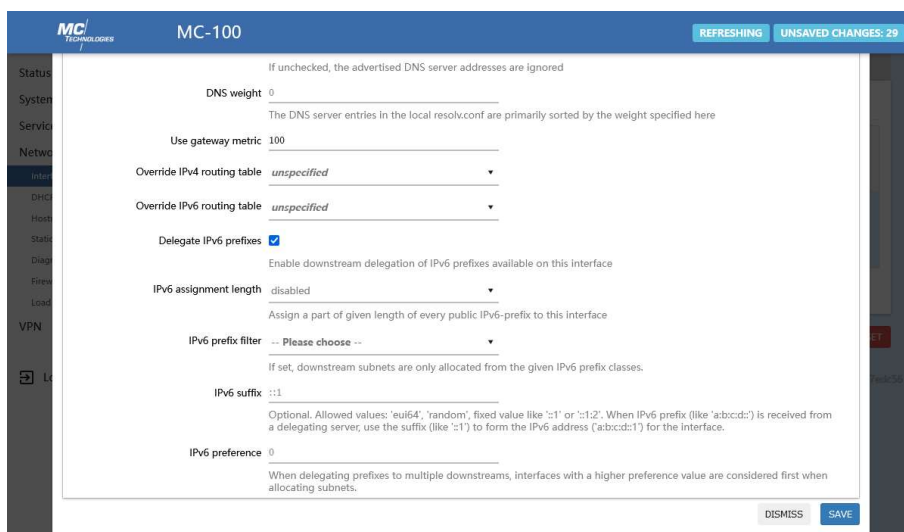 MC
TECHNOLOGIES
MC-100
REFRESHING
UNSAVED CHANGES: 29
Status
System
If unchecked, the advertised DNS server addresses are ignored
DNS weight 0
The DNS server entries in the local resolv.conf are primarily sorted by the weight specified here
Use gateway metric 100
Override IPv4 routing table unspecified
Override IPv6 routing table unspecified
Delegate IPv6 prefixes
Enable downstream delegation of IPv6 prefixes available on this interface
IPv6 assignment length disabled
Assign a part of given length of every public IPv6-prefix to this interface
VPN
IPv6 prefix filter -- Please choose --
If set, downstream subnets are only allocated from the given IPv6 prefix classes.
IPv6 suffix ::1
Optional. Allowed values: 'eui64', 'random', fixed value like '::1' or '::1:2'. When IPv6 prefix (like 'a:b:c:d::') is received from
a delegating server, use the suffix (like '::1') to form the IPv6 address ('a:b:c:d::1') for the interface.
IPv6 preference 0
When delegating prefixes to multiple downstreams, interfaces with a higher preference value are considered first when
allocating subnets.
DISMISS
SAVE